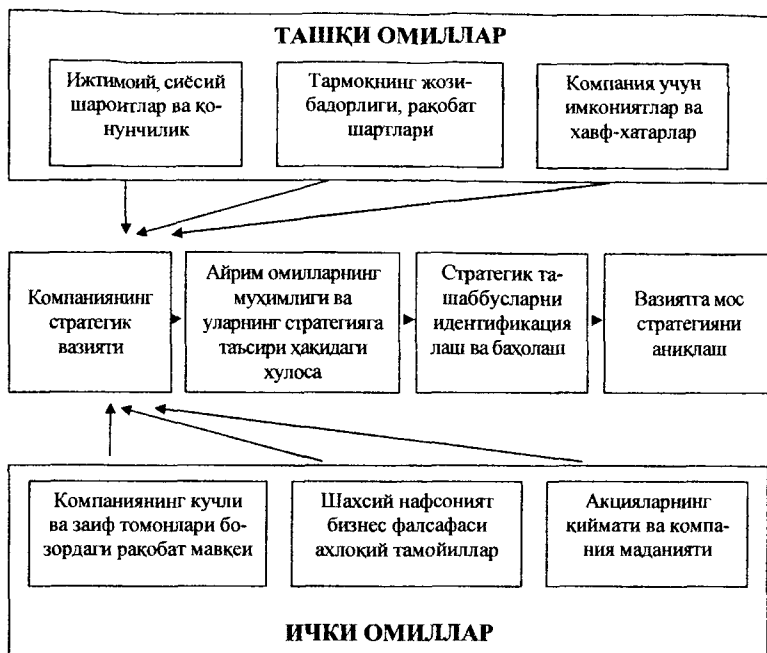 ТАШҚИ ОМИЛЛАР
Ижтимоий, сиёсий
шароитлар ва қо-
нунчилик
Тармоқнинг жози-
бадорлиги, рақобат
шартлари
Компания учун
имкониятлар ва
хавф-хатарлар
Компаниянинг
стратегик
вазияти
Айрим омилларнинг
муҳимлиги ва
уларнинг стратегияга
таъсири ҳақидаги
хулоса
Стратегик та-
шаббусларни
идентификация
лаш ва баҳолаш
Вазиятга мос
стратегияни
аниқлаш
Компаниянинг кучли
ва заиф томонлари бо-
зордаги рақобат мавқеи
Шахсий нафсоният
бизнес фалсафаси
ахлоқий тамойиллар
Акцияларнинг
қиймати ва компа-
ния маданияти
ИЧКИ ОМИЛЛАР